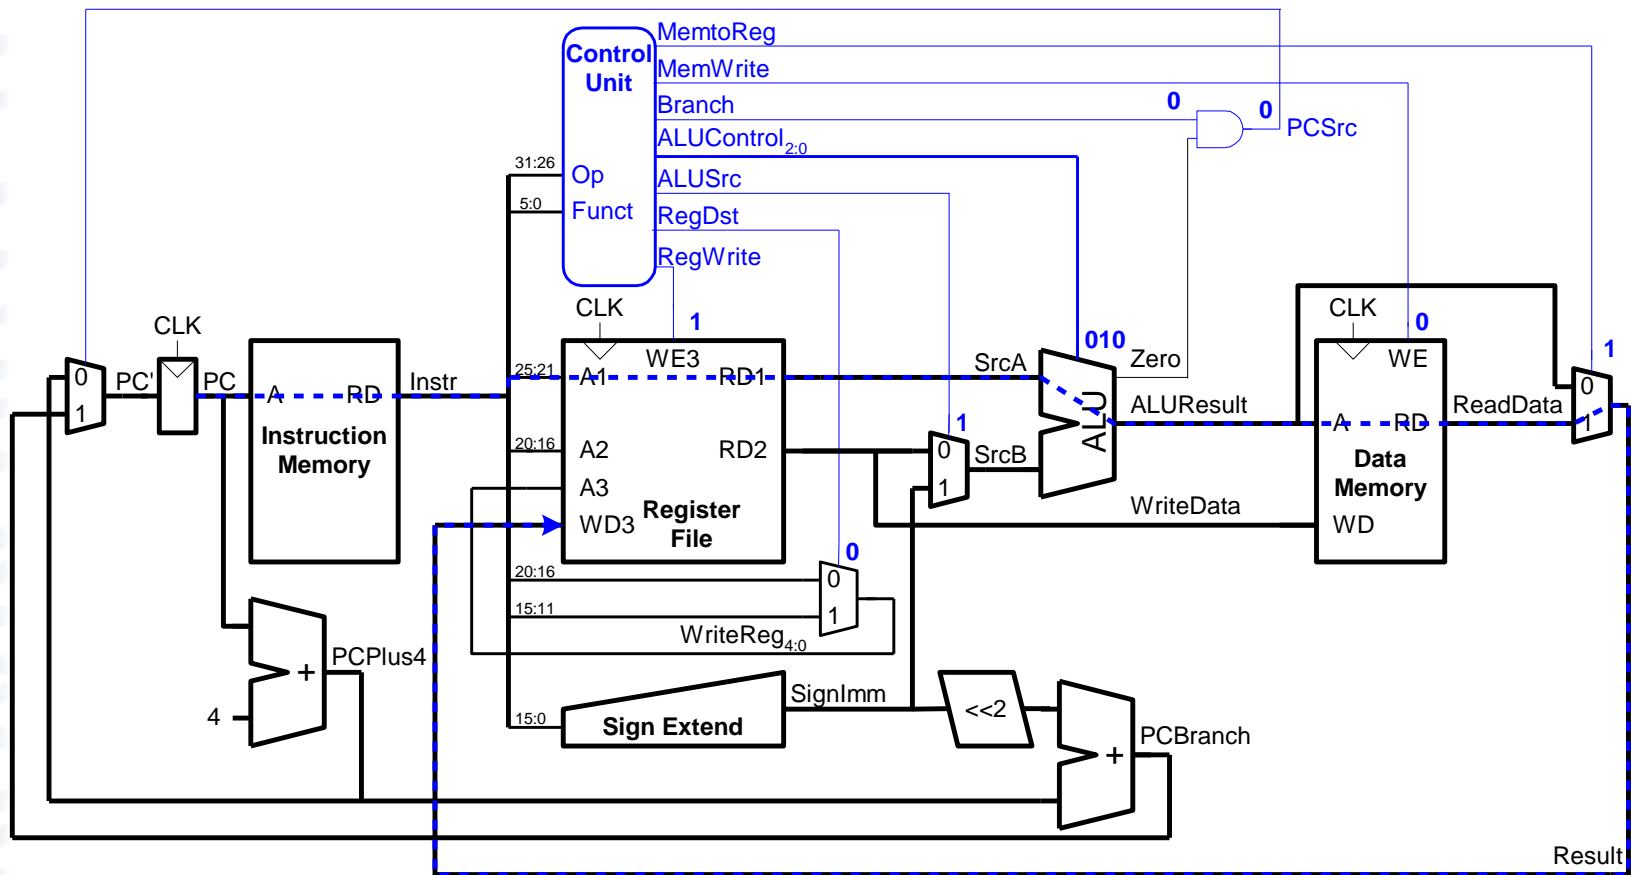 MemtoReg
Control
Unit
MemWrite
Branch
0
0
PCSrc
ALUControl2:0
31:26
Op
ALUSrc
5:0
Funct
RegDst
RegWrite
CLK
CLK
CLK
1
010
0
1
WE3
Zero
WE
0
PC'
PC
A
RD
Instr
25:21
A1
RD1
SrcA
0
1
ALU
ALUResult
A
RD
ReadData
1
1
Instruction
Memory
20:16
A2
RD2
0
SrcB
Data
Memory
A3
1
Register
File
WD3
WriteData
WD
0
20:16
0
15:11
1
WriteReg4:0
PCPlus4
+
SignImm
4
15:0
Sign Extend
<<2
PCBranch
+
Result